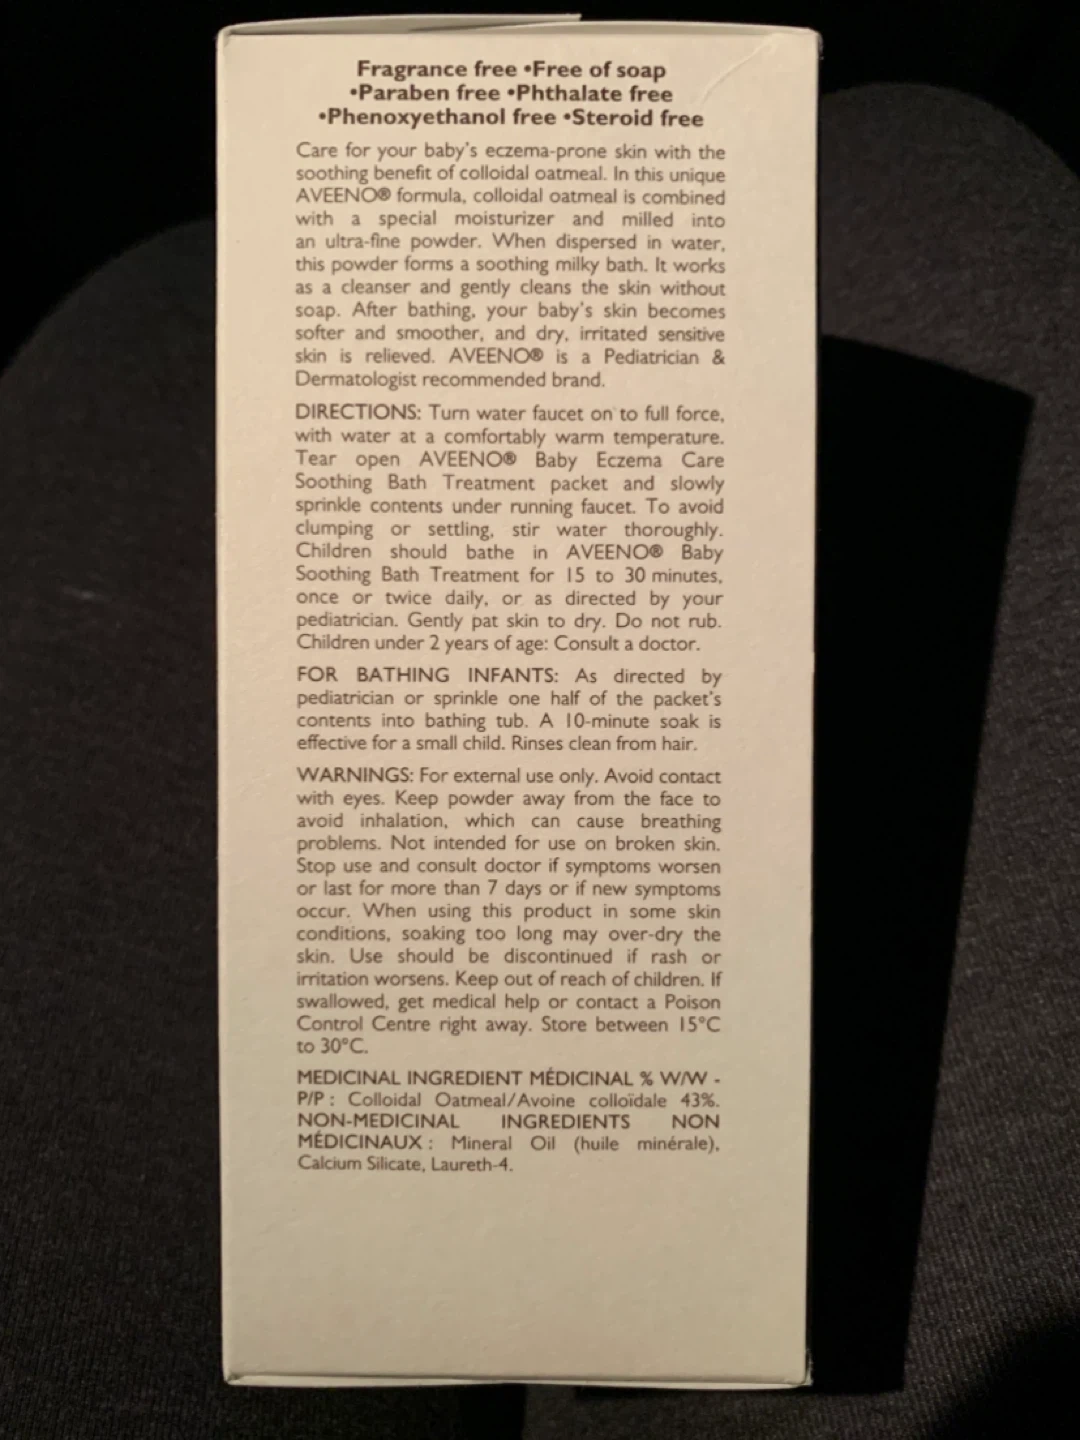 Fragrance free •Free of soap
•Paraben free •Phthalate free
•Phenoxyethanol free •Steroid free
Care for your baby's eczema-prone skin with the
soothing benefit of colloidal oatmeal. In this unique
AVEENO® formula, colloidal oatmeal is combined
with a special moisturizer and milled into
an ultra-fine powder. When dispersed in water,
this powder forms a soothing milky bath. It works
as a cleanser and gently cleans the skin without
soap. After bathing, your baby's skin becomes
softer and smoother, and dry, irritated sensitive
skin is relieved. AVEENO® is a Pediatrician &
Dermatologist recommended brand.
DIRECTIONS: Turn water faucet on to full force,
with water at a comfortably warm temperature.
Tear open AVEENO® Baby Eczema Care
Soothing Bath Treatment packet and slowly
sprinkle contents under running faucet. To avoid
clumping or settling, stir water thoroughly.
Children should bathe in AVEENO® Baby
Soothing Bath Treatment for 15 to 30 minutes,
once or twice daily, or as directed by your
pediatrician. Gently pat skin to dry. Do not rub.
Children under 2 years of age: Consult a doctor.
FOR BATHING INFANTS: As directed by
pediatrician or sprinkle one half of the packet's
contents into bathing tub. A 10-minute soak is
effective for a small child. Rinses clean from hair.
WARNINGS: For external use only. Avoid contact
with eyes. Keep powder away from the face to
avoid inhalation, which can cause breathing
problems. Not intended for use on broken skin.
Stop use and consult doctor if symptoms worsen
or last for more than 7 days or if new symptoms
occur. When using this product in some skin
conditions, soaking too long may over-dry the
skin. Use should be discontinued if rash or
irritation worsens. Keep out of reach of children. If
swallowed, get medical help or contact a Poison
Control Centre right away. Store between 15°C
to 30°C.
MEDICINAL INGREDIENT MÉDICINAL % W/W -
P/P : Colloidal Oatmeal/Avoine colloïdale 43%.
NON-MEDICINAL INGREDIENTS NON
MÉDICINAUX : Mineral Oil (huile minérale),
Calcium Silicate, Laureth-4.